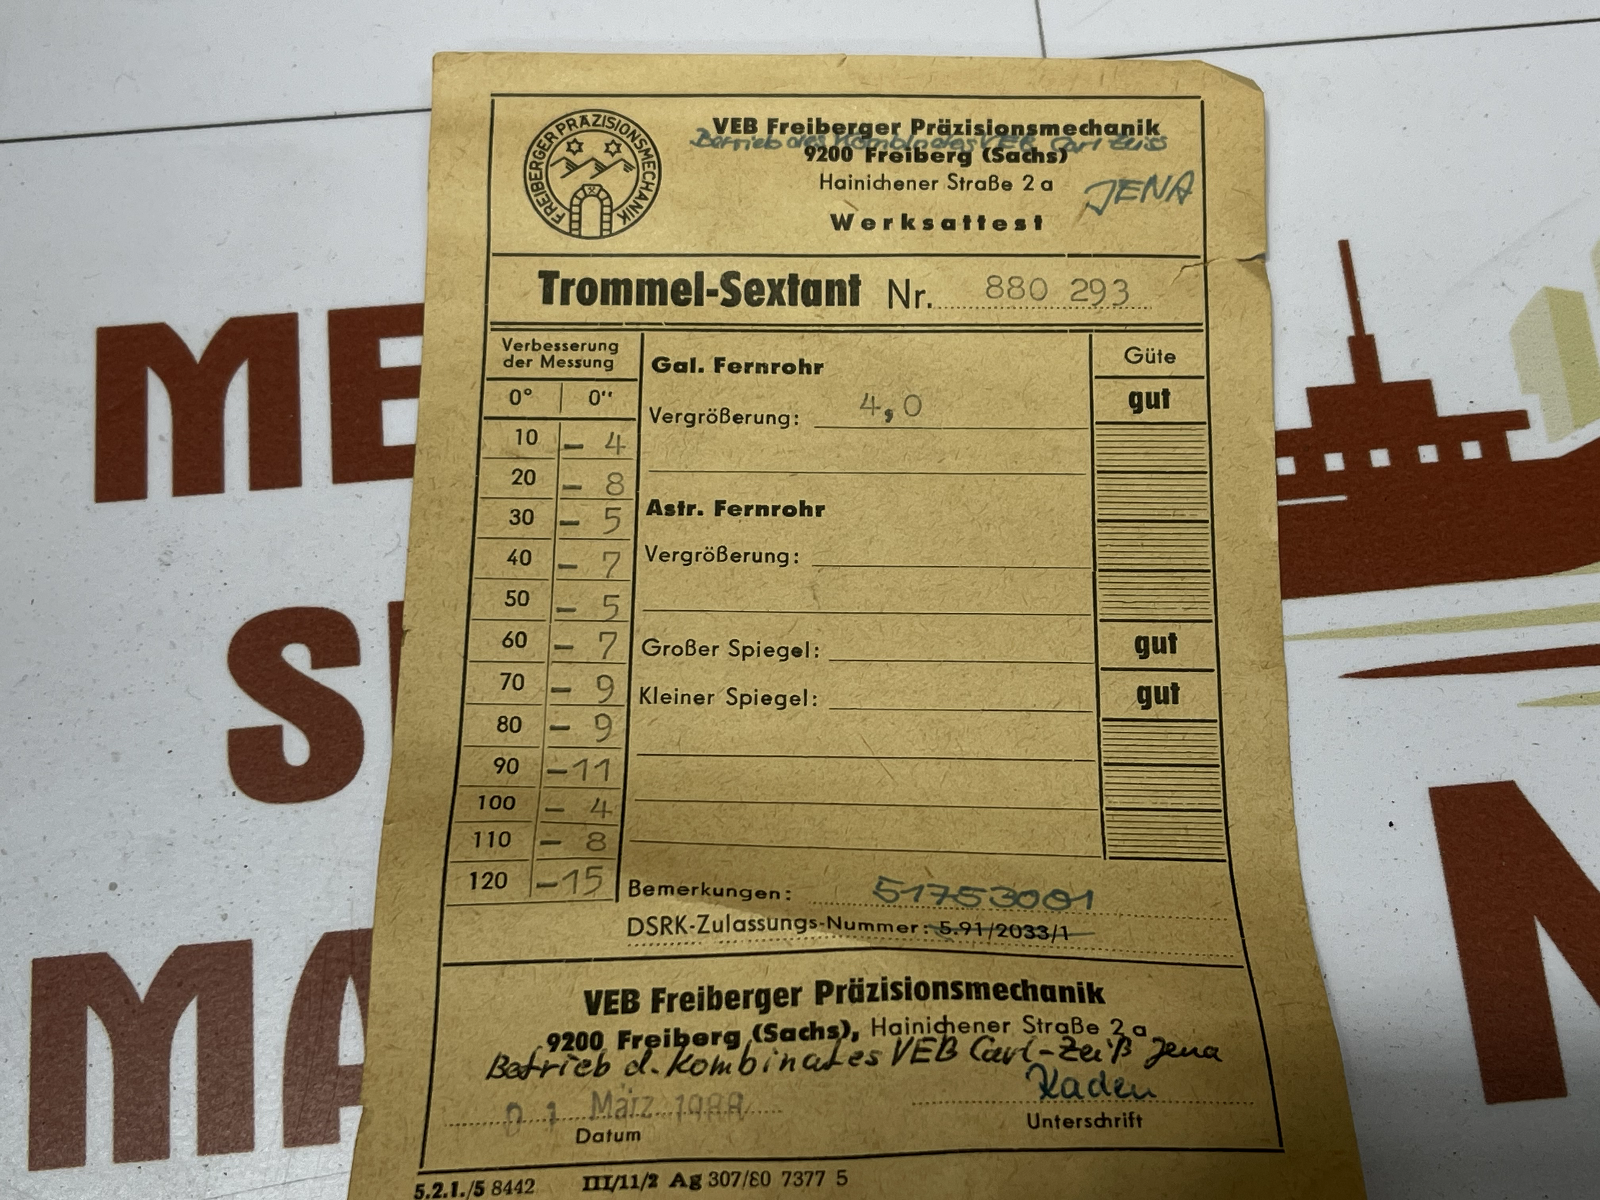 FREIBERGER PRÄZISIONSMECHANIK
VEB Freiberger Präzisionsmechanik
Betrieb des Kombinates VEB Carl Zeiss
9200 Freiberg (Sachs)
Hainichener Straße 2 a
JENA
Werksattest
Trommel-Sextant Nr. 880 293
Verbesserung
der Messung
0° 0"
10 – 4
20 – 8
30 – 5
40 – 7
50 – 5
60 – 7
70 – 9
80 – 9
90 –11
100 – 4
110 – 8
120 –15
Gal. Fernrohr
Vergrößerung: 4,0
Astr. Fernrohr
Vergrößerung:
Großer Spiegel:
Kleiner Spiegel:
Güte
gut
gut
gut
Bemerkungen: 51753001
DSRK-Zulassungs-Nummer: 5.91/2033/1
VEB Freiberger Präzisionsmechanik
9200 Freiberg (Sachs), Hainichener Straße 2 a
Betrieb d. Kombinates VEB Carl-Zeiß Jena
Kaden
0 1. März 1988
Datum
Unterschrift
5.2.1./5 8442 III/11/2 Ag 307/80 7377 5
ME
S
MA